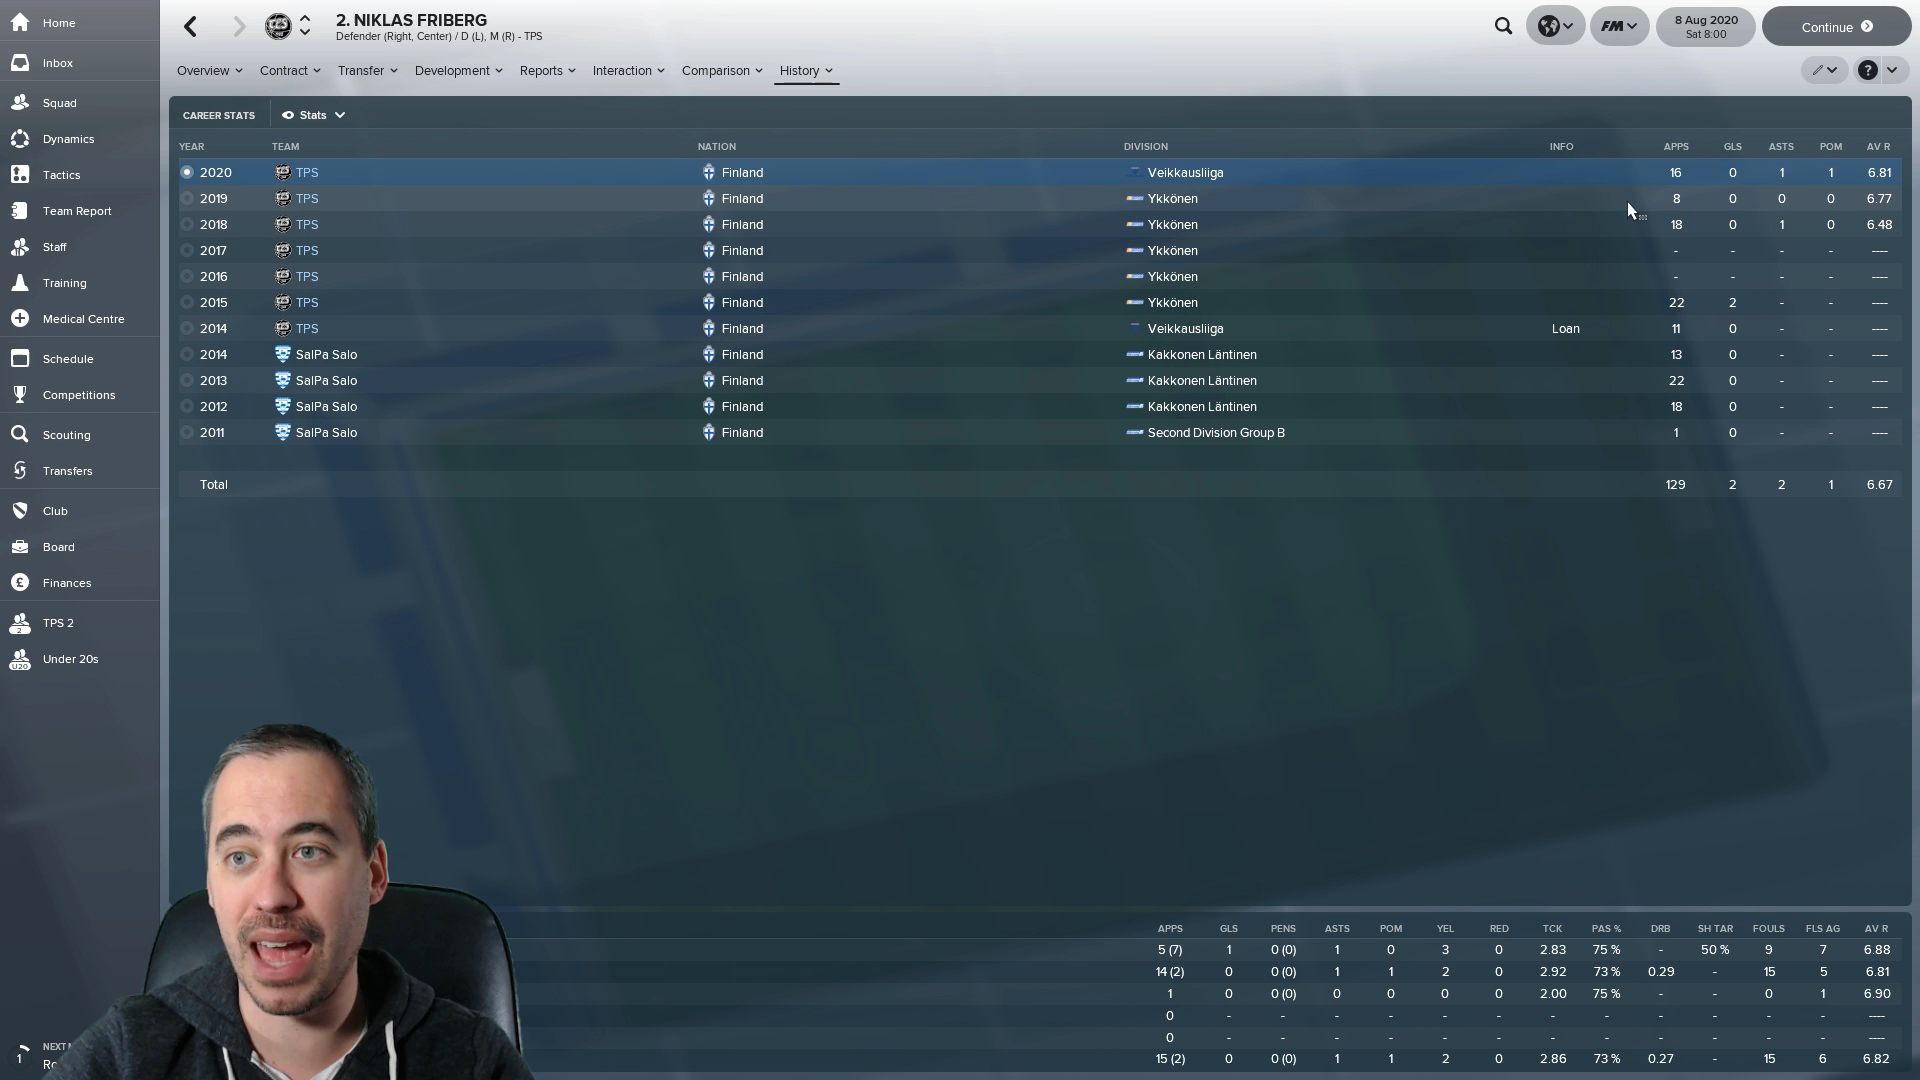 Home
Inbox
Squad
Dynamics
Tactics
Team Report
Staff
Training
Medical Centre
Schedule
Competitions
Scouting
Transfers
Club
Board
Finances
TPS 2
Under 20s
2. NIKLAS FRIBERG
Defender (Right, Center) / D (L), M (R) - TPS
FM
8 Aug 2020
Sat 8:00
Continue
Overview Contract Transfer Development Reports Interaction Comparison History
?
CAREER STATS Stats
YEAR TEAM NATION DIVISION INFO APPS GLS ASTS POM AV R
2020 TPS Finland Veikkausliiga 16 0 1 1 6.81
2019 TPS Finland Ykkönen 8 0 0 0 6.77
2018 TPS Finland Ykkönen 18 0 1 0 6.48
2017 TPS Finland Ykkönen - - - - ----
2016 TPS Finland Ykkönen - - - - ----
2015 TPS Finland Ykkönen 22 2 - - ----
2014 TPS Finland Veikkausliiga Loan 11 0 - - ----
2014 SalPa Salo Finland Kakkonen Läntinen 13 0 - - ----
2013 SalPa Salo Finland Kakkonen Läntinen 22 0 - - ----
2012 SalPa Salo Finland Kakkonen Läntinen 18 0 - - ----
2011 SalPa Salo Finland Second Division Group B 1 0 - - ----
Total 129 2 2 1 6.67
APPS GLS PENS ASTS POM YEL RED TCK PAS % DRB SH TAR FOULS FLS AG AV R
5 (7) 1 0 (0) 1 0 3 0 2.83 75 % - 50 % 9 7 6.88
14 (2) 0 0 (0) 1 1 2 0 2.92 73 % 0.29 - 15 5 6.81
1 0 0 (0) 0 0 0 0 2.00 75 % - - 0 1 6.90
0 - - - - - - - - - - - - ----
0 - - - - - - - - - - - - ----
15 (2) 0 0 (0) 1 1 2 0 2.86 73 % 0.27 - 15 6 6.82
1
NEXT